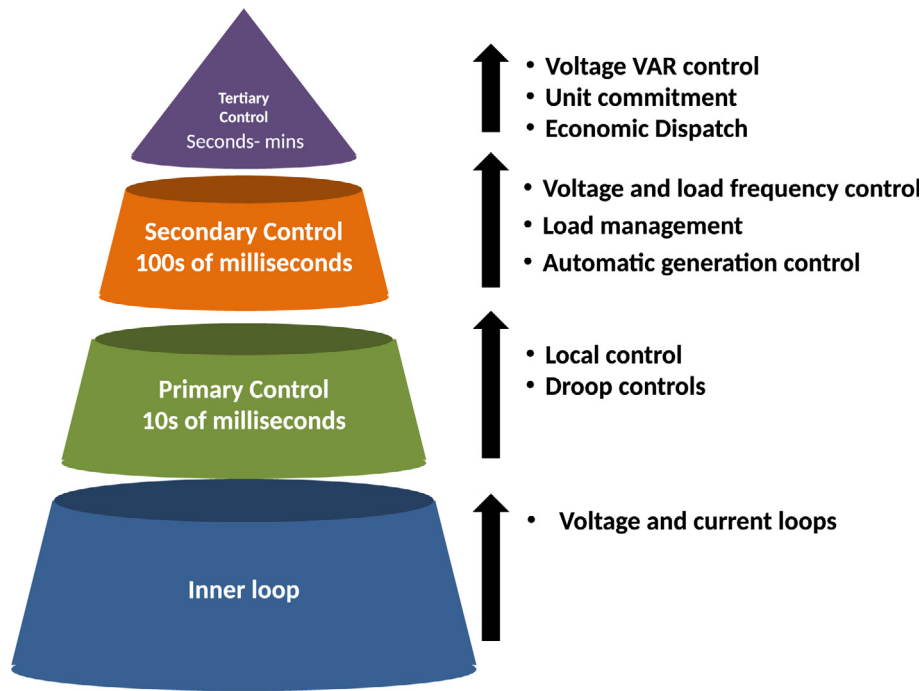 Tertiary
Control
Seconds- mins
• Voltage VAR control
• Unit commitment
• Economic Dispatch
Secondary Control
100s of milliseconds
• Voltage and load frequency control
• Load management
• Automatic generation control
Primary Control
10s of milliseconds
• Local control
• Droop controls
Inner loop
• Voltage and current loops